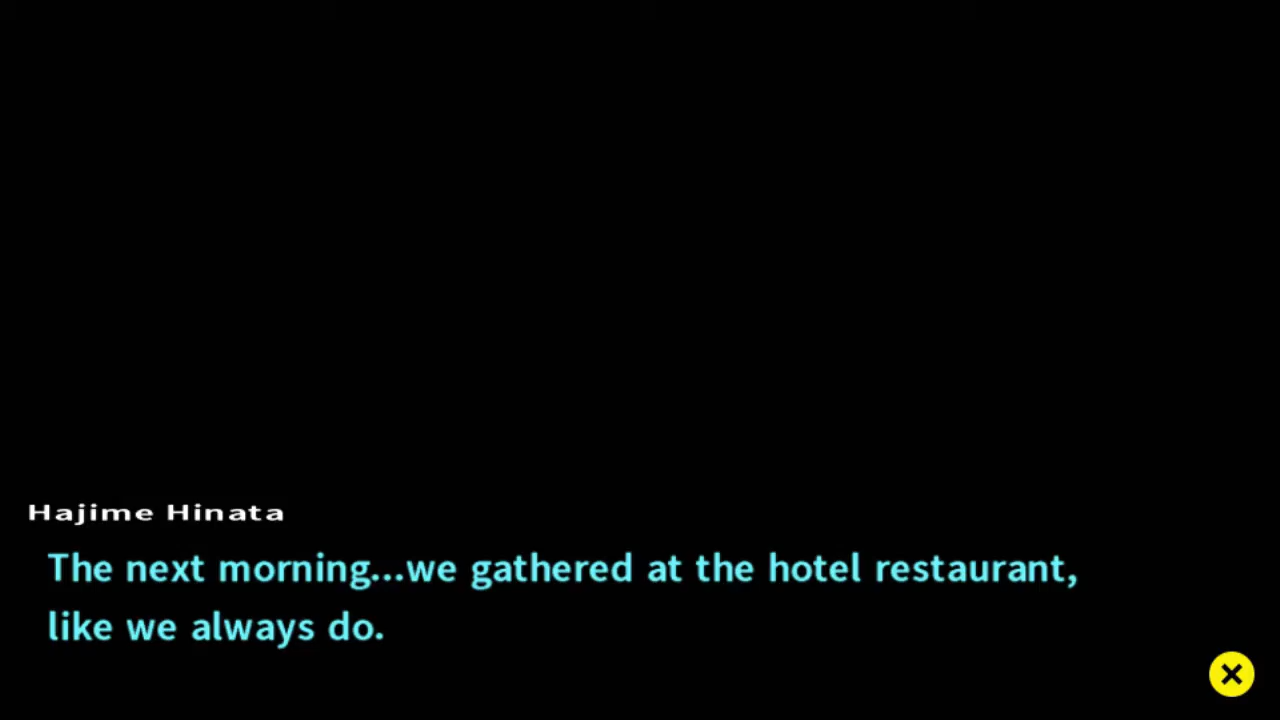 Hajime Hinata
The next morning...we gathered at the hotel restaurant,
like we always do.